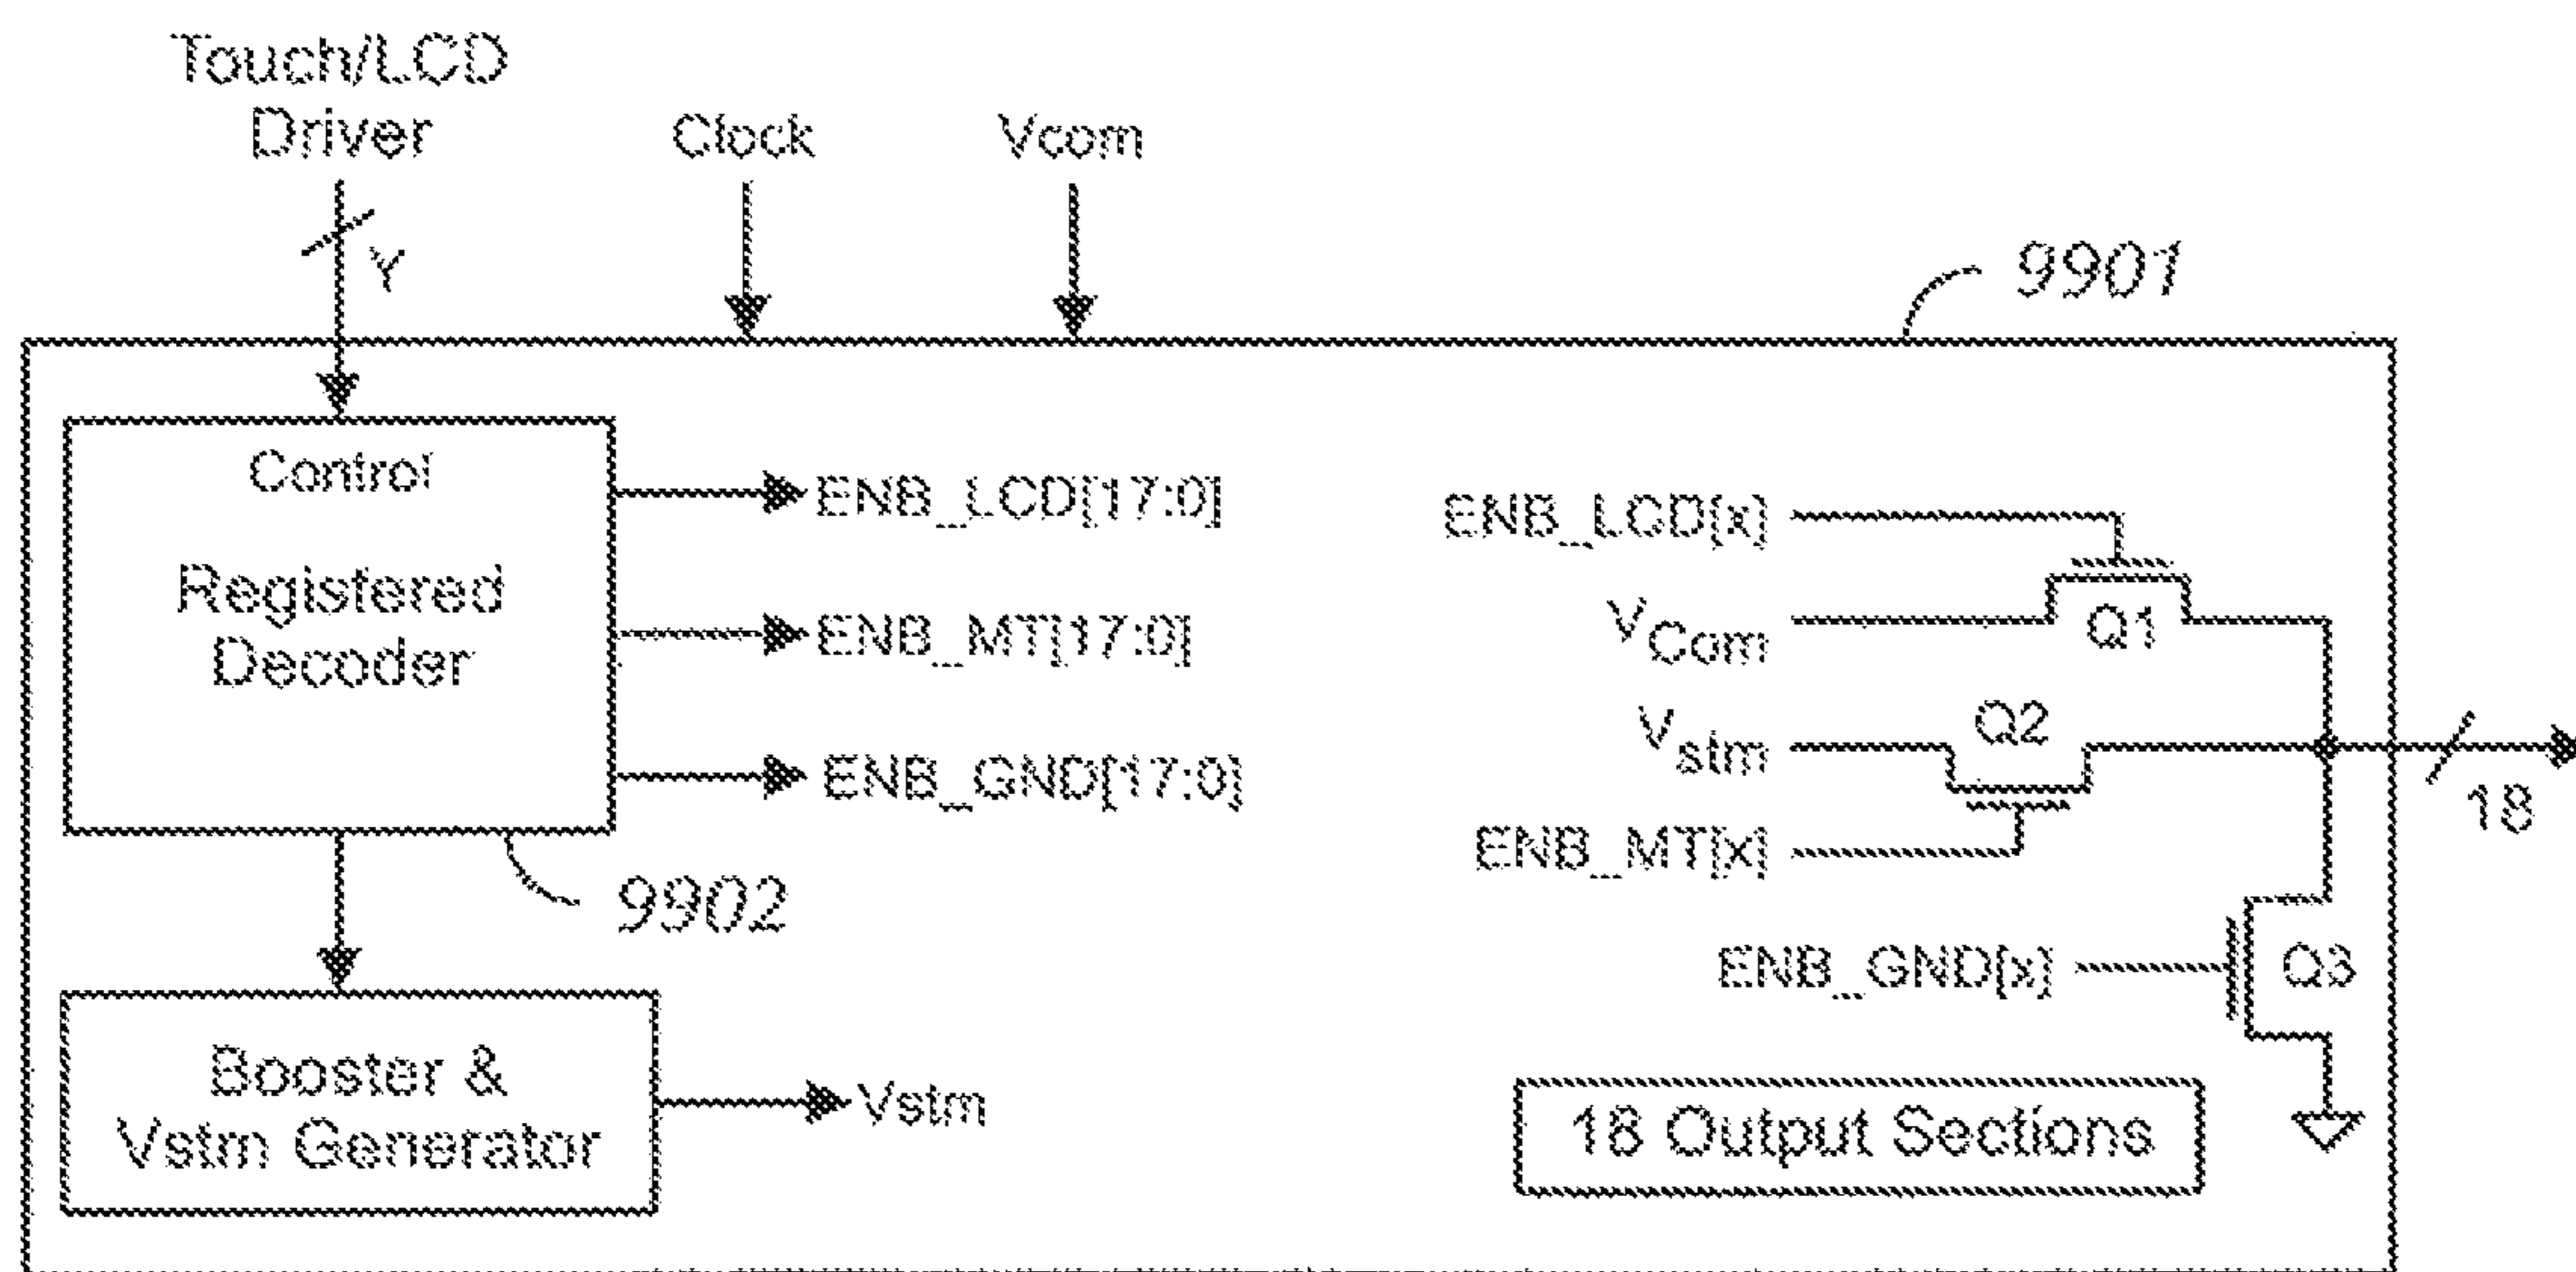 Touch/LCD
Driver
Clock
Vcom
Y
9901
Control
Registered
Decoder
ENB_LCD[17:0]
ENB_MT[17:0]
ENB_GND[17:0]
9902
Booster &
Vstm Generator
Vstm
ENB_LCD[x]
VCom
Q1
Vstm
Q2
ENB_MT[x]
18
ENB_GND[x]
Q3
18 Output Sections